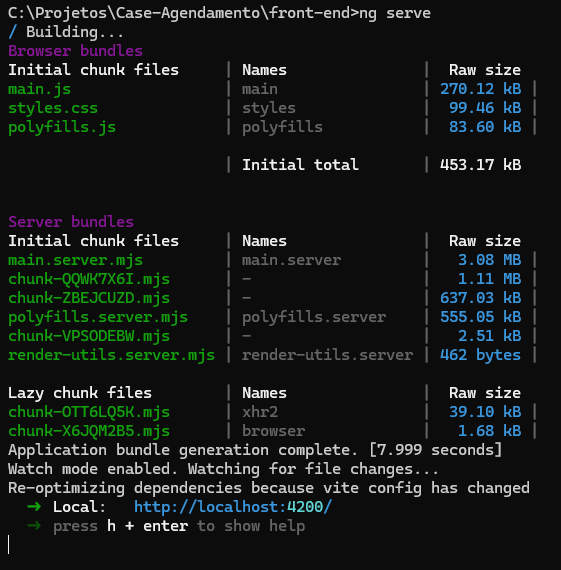 C:\Projetos\Case-Agendamento\front-end>ng serve
/ Building...
Browser bundles
Initial chunk files | Names | Raw size
main.js | main | 270.12 kB |
styles.css | styles | 99.46 kB |
polyfills.js | polyfills | 83.60 kB |
| Initial total | 453.17 kB
Server bundles
Initial chunk files | Names | Raw size
main.server.mjs | main.server | 3.08 MB |
chunk-QQWK7X6I.mjs | - | 1.11 MB |
chunk-ZBEJCUZD.mjs | - | 637.03 kB |
polyfills.server.mjs | polyfills.server | 555.05 kB |
chunk-VPSODEBW.mjs | - | 2.51 kB |
render-utils.server.mjs | render-utils.server | 462 bytes |
Lazy chunk files | Names | Raw size
chunk-OTT6LQ5K.mjs | xhr2 | 39.10 kB |
chunk-X6JQM2B5.mjs | browser | 1.68 kB |
Application bundle generation complete. [7.999 seconds]
Watch mode enabled. Watching for file changes...
Re-optimizing dependencies because vite config has changed
➜ Local: http://localhost:4200/
➜ press h + enter to show help